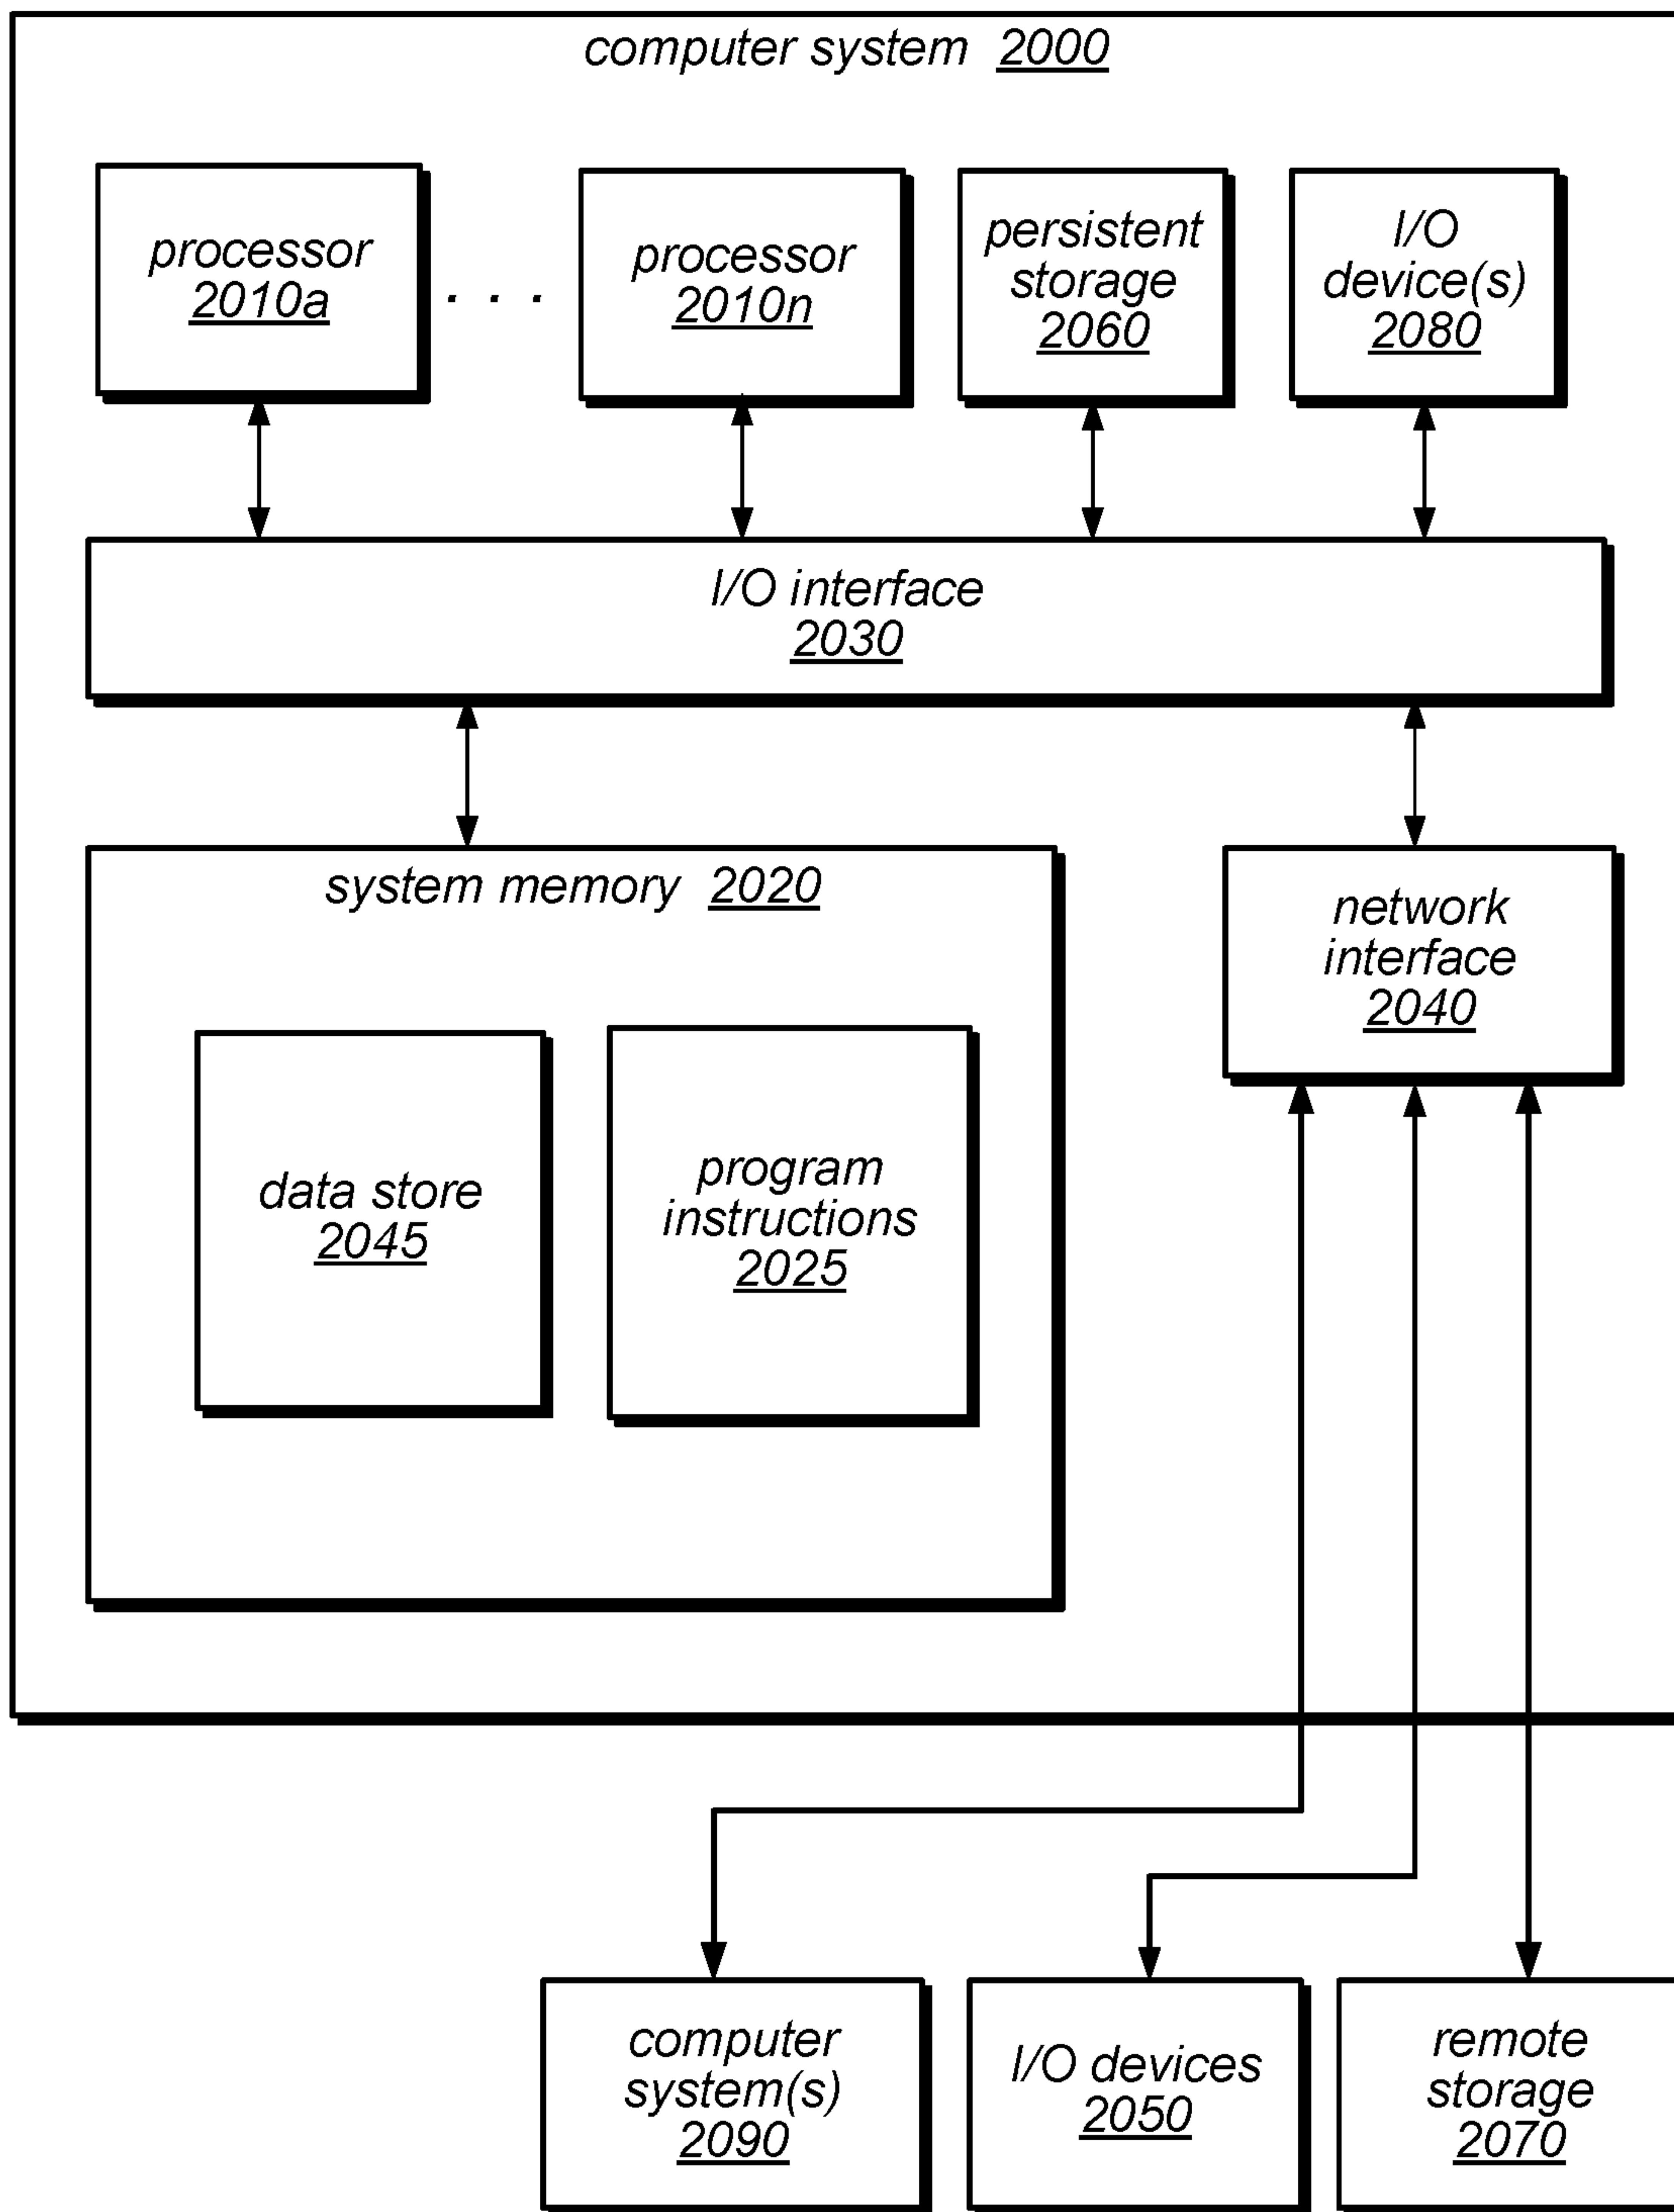 computer system 2000
processor
2010a
. . .
processor
2010n
persistent
storage
2060
I/O
device(s)
2080
I/O interface
2030
system memory 2020
network
interface
2040
data store
2045
program
instructions
2025
computer
system(s)
2090
I/O devices
2050
remote
storage
2070